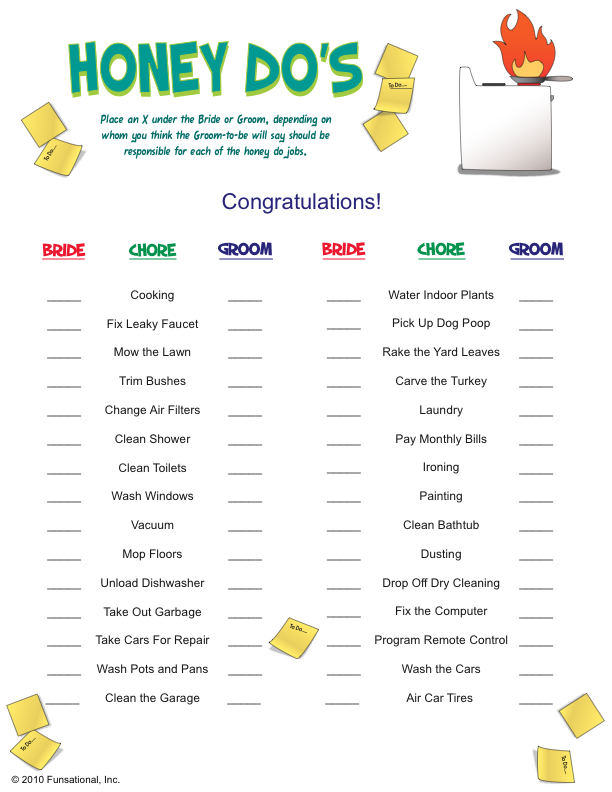 HONEY DO'S
Place an X under the Bride or Groom, depending on
whom you think the Groom-to-be will say should be
responsible for each of the honey do jobs.
To Do...
To Do...
Congratulations!
BRIDE CHORE GROOM BRIDE CHORE GROOM
_____ Cooking _____ _____ Water Indoor Plants _____
_____ Fix Leaky Faucet _____ _____ Pick Up Dog Poop _____
_____ Mow the Lawn _____ _____ Rake the Yard Leaves _____
_____ Trim Bushes _____ _____ Carve the Turkey _____
_____ Change Air Filters _____ _____ Laundry _____
_____ Clean Shower _____ _____ Pay Monthly Bills _____
_____ Clean Toilets _____ _____ Ironing _____
_____ Wash Windows _____ _____ Painting _____
_____ Vacuum _____ _____ Clean Bathtub _____
_____ Mop Floors _____ _____ Dusting _____
_____ Unload Dishwasher _____ _____ Drop Off Dry Cleaning _____
_____ Take Out Garbage _____ _____ Fix the Computer _____
To Do...
_____ Take Cars For Repair _____ _____ Program Remote Control _____
_____ Wash Pots and Pans _____ _____ Wash the Cars _____
_____ Clean the Garage _____ _____ Air Car Tires _____
To Do...
To Do...
© 2010 Funsational, Inc.